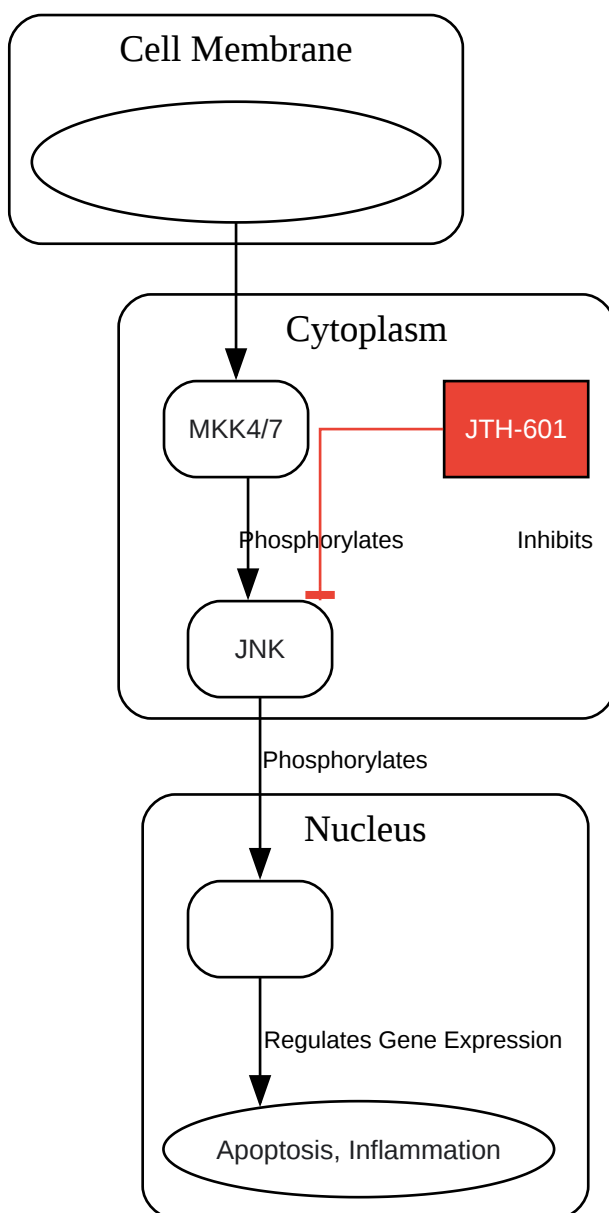 Cell Membrane
Cytoplasm
MKK4/7
JTH-601
Phosphorylates
Inhibits
JNK
Phosphorylates
Nucleus
Regulates Gene Expression
Apoptosis, Inflammation